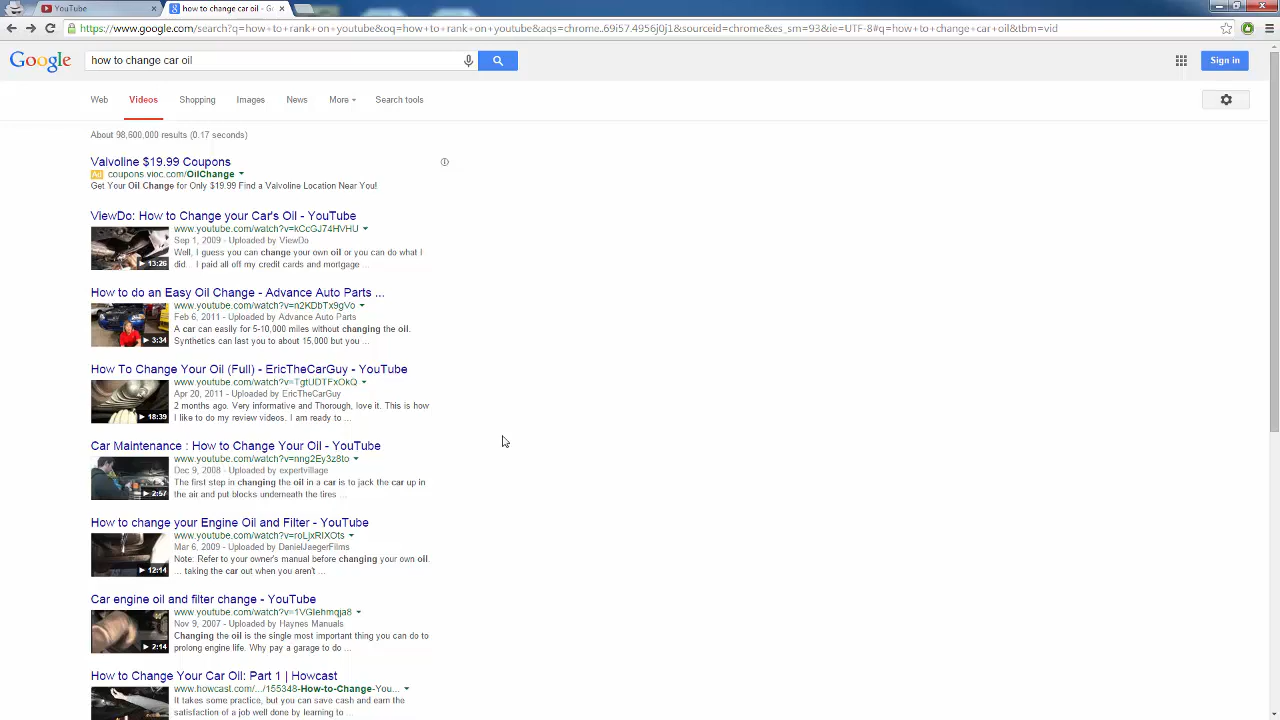 YouTube
how to change car oil - G
https://www.google.com/search?q=how+to+rank+on+youtube&oq=how+to+rank+on+youtube&aqs=chrome..69i57.4956j0j1&sourceid=chrome&es_sm=93&ie=UTF-8#q=how+to+change+car+oil&tbm=vid
Google
how to change car oil
Sign in
Web Videos Shopping Images News More Search tools
About 98,600,000 results (0.17 seconds)
Valvoline $19.99 Coupons
Ad coupons.vioc.com/OilChange
Get Your Oil Change for Only $19.99 Find a Valvoline Location Near You!
ViewDo: How to Change your Car's Oil - YouTube
www.youtube.com/watch?v=kCcGJ74HVHU
Sep 1, 2009 - Uploaded by ViewDo
Well, I guess you can change your own oil or you can do what I
did... I paid all off my credit cards and mortgage ...
13:26
How to do an Easy Oil Change - Advance Auto Parts ...
www.youtube.com/watch?v=n2KDbTx9gVo
Feb 6, 2011 - Uploaded by Advance Auto Parts
A car can easily for 5-10,000 miles without changing the oil.
Synthetics can last you to about 15,000 but you ...
3:34
How To Change Your Oil (Full) - EricTheCarGuy - YouTube
www.youtube.com/watch?v=TgtUDTFxOkQ
Apr 20, 2011 - Uploaded by EricTheCarGuy
2 months ago. Very informative and Thorough, love it. This is how
I like to do my review videos. I am ready to ...
18:39
Car Maintenance : How to Change Your Oil - YouTube
www.youtube.com/watch?v=nng2Ey3z8to
Dec 9, 2008 - Uploaded by expertvillage
The first step in changing the oil in a car is to jack the car up in
the air and put blocks underneath the tires ...
2:57
How to change your Engine Oil and Filter - YouTube
www.youtube.com/watch?v=roLjxRlXOts
Mar 6, 2009 - Uploaded by DanielJaegerFilms
Note: Refer to your owner's manual before changing your own oil.
... taking the car out when you aren't ...
12:14
Car engine oil and filter change - YouTube
www.youtube.com/watch?v=1VGlehmqja8
Nov 9, 2007 - Uploaded by Haynes Manuals
Changing the oil is the single most important thing you can do to
prolong engine life. Why pay a garage to do ...
2:14
How to Change Your Car Oil: Part 1 | Howcast
www.howcast.com/.../155348-How-to-Change-You...
It takes some practice, but you can save cash and earn the
satisfaction of a job well done by learning to ...